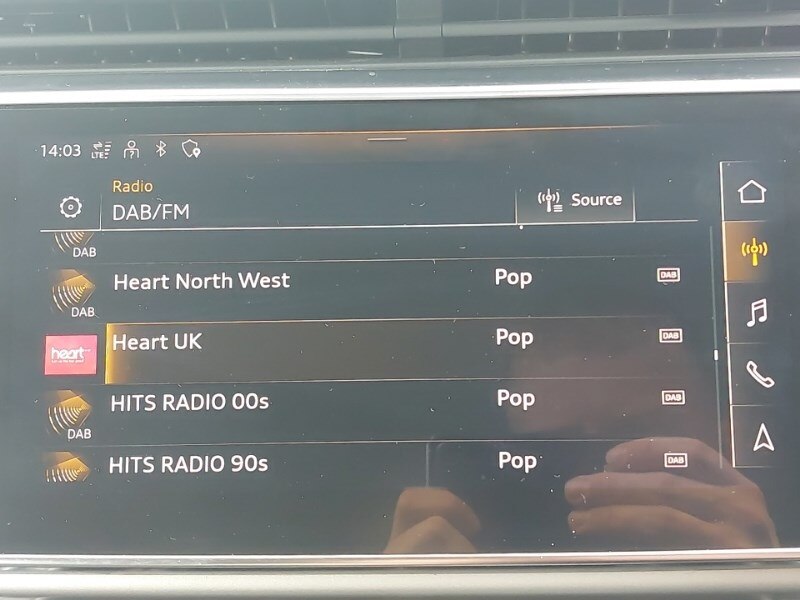 14:03 LTE
Radio
DAB/FM
Source
DAB
Heart North West Pop DAB
DAB
heart
Heart UK Pop DAB
HITS RADIO 00s Pop DAB
DAB
HITS RADIO 90s Pop DAB